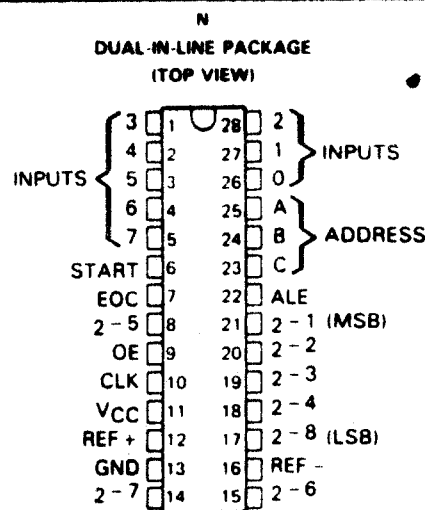 N
DUAL-IN-LINE PACKAGE
(TOP VIEW)
3 1 28 2
4 2 27 1 INPUTS
INPUTS 5 3 26 0
6 4 25 A
7 5 24 B ADDRESS
START 6 23 C
EOC 7 22 ALE
2-5 8 21 2-1 (MSB)
OE 9 20 2-2
CLK 10 19 2-3
VCC 11 18 2-4
REF + 12 17 2-8 (LSB)
GND 13 16 REF -
2-7 14 15 2-6